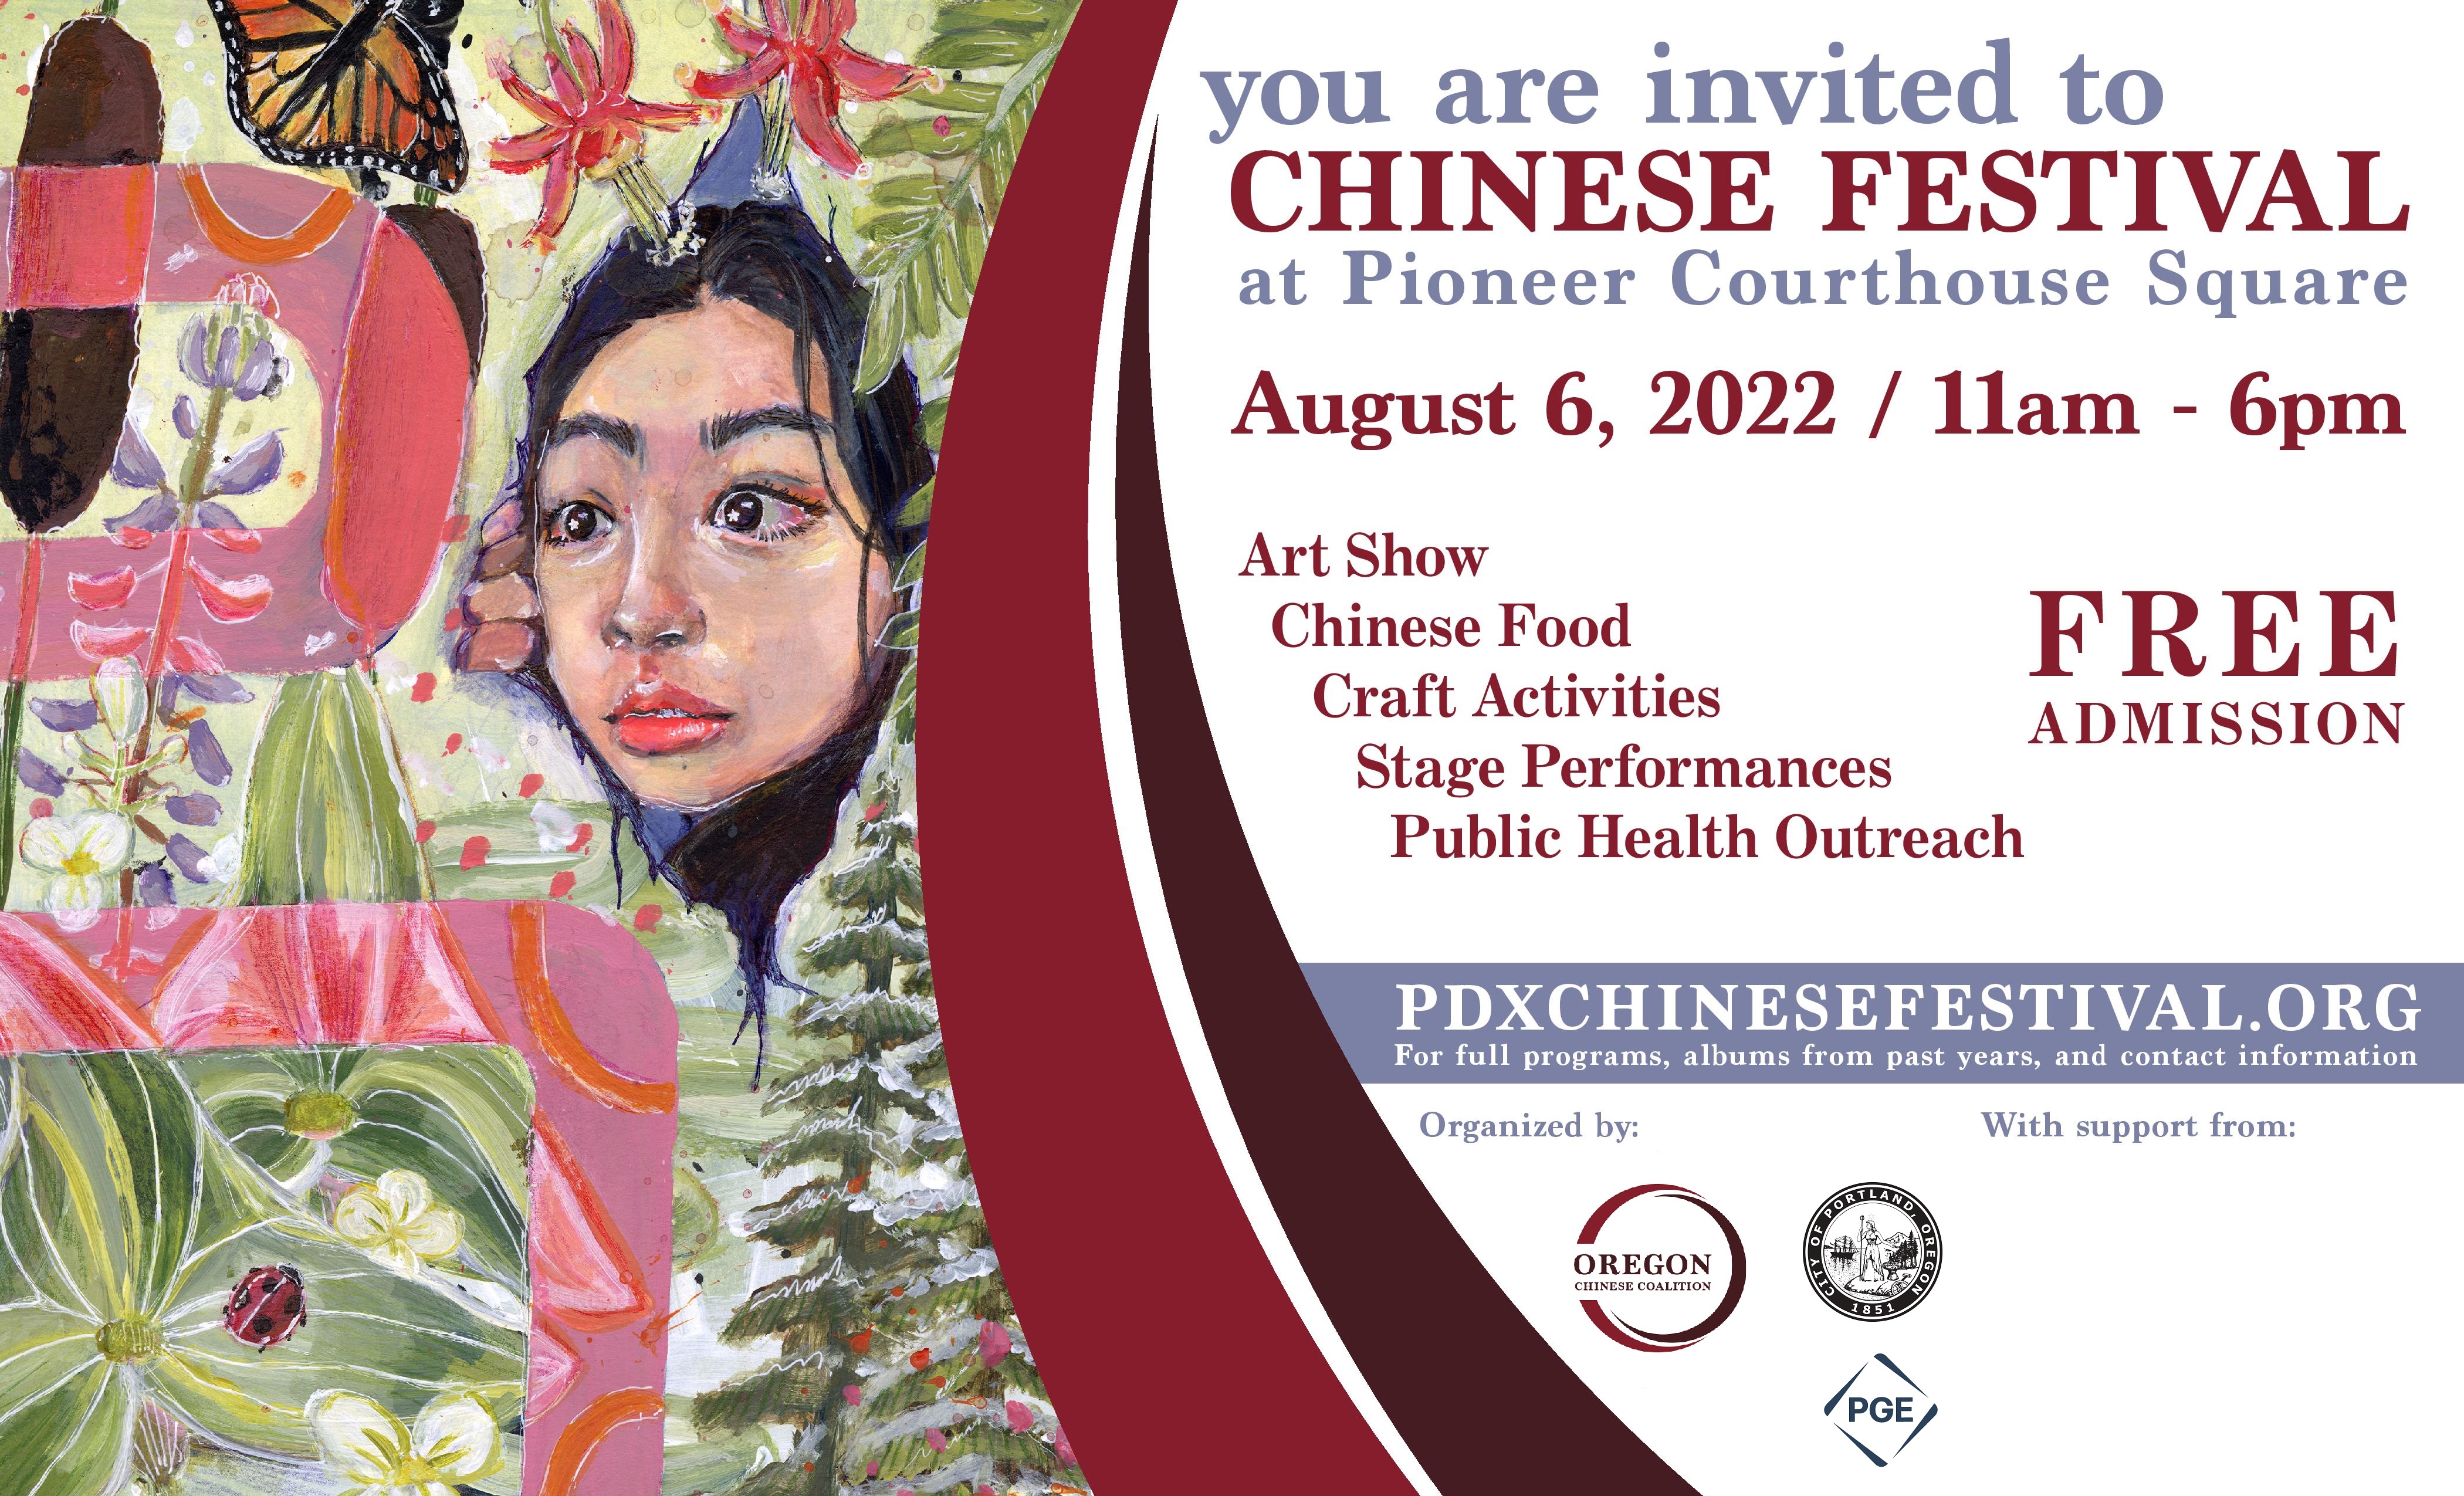 you are invited to
CHINESE FESTIVAL
at Pioneer Courthouse Square
August 6, 2022 / 11am - 6pm
Art Show
Chinese Food
Craft Activities
Stage Performances
Public Health Outreach
FREE
ADMISSION
PDXCHINESEFESTIVAL.ORG
For full programs, albums from past years, and contact information
Organized by:
With support from:
OREGON
CHINESE COALITION
CITY OF PORTLAND, OREGON
1851
PGE